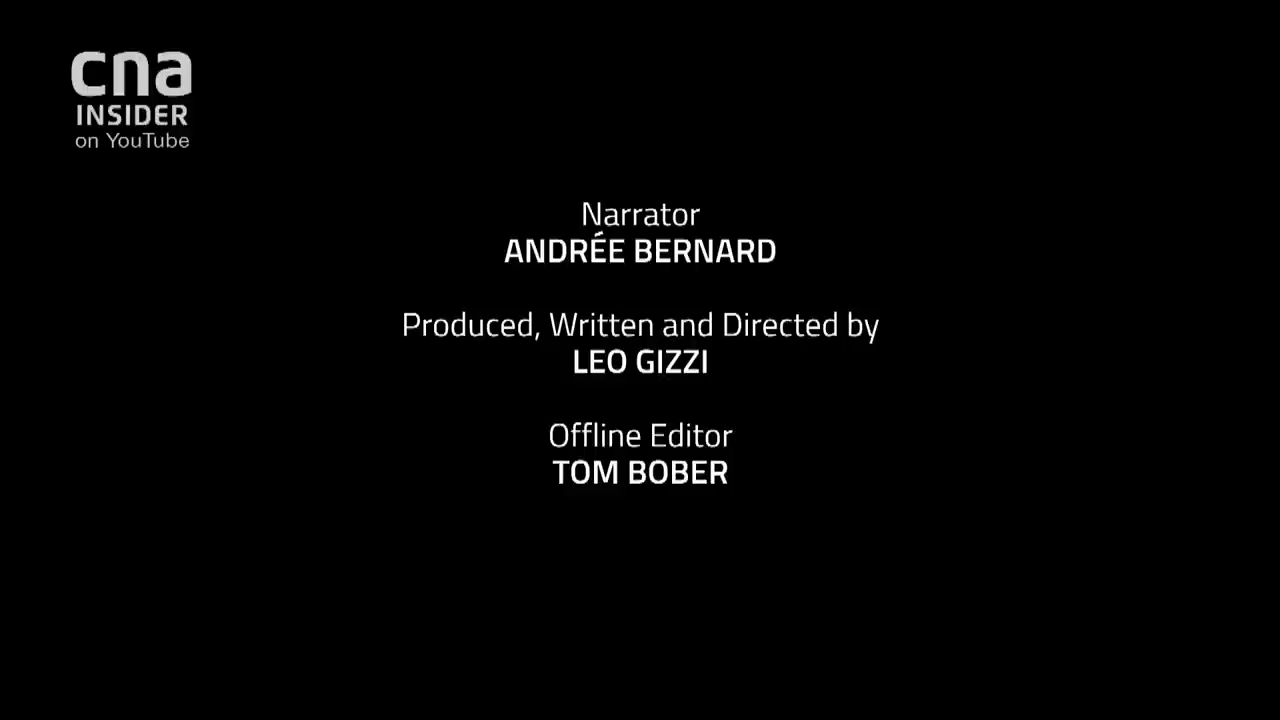 cna
INSIDER
on YouTube
Narrator
ANDRÉE BERNARD
Produced, Written and Directed by
LEO GIZZI
Offline Editor
TOM BOBER